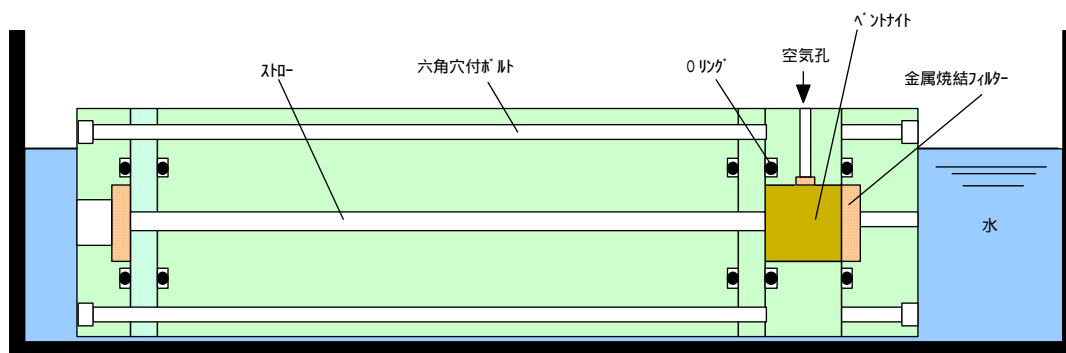 ストロー
六角穴付ボルト
Oリング
空気孔
ベントナイト
金属焼結フィルター
水